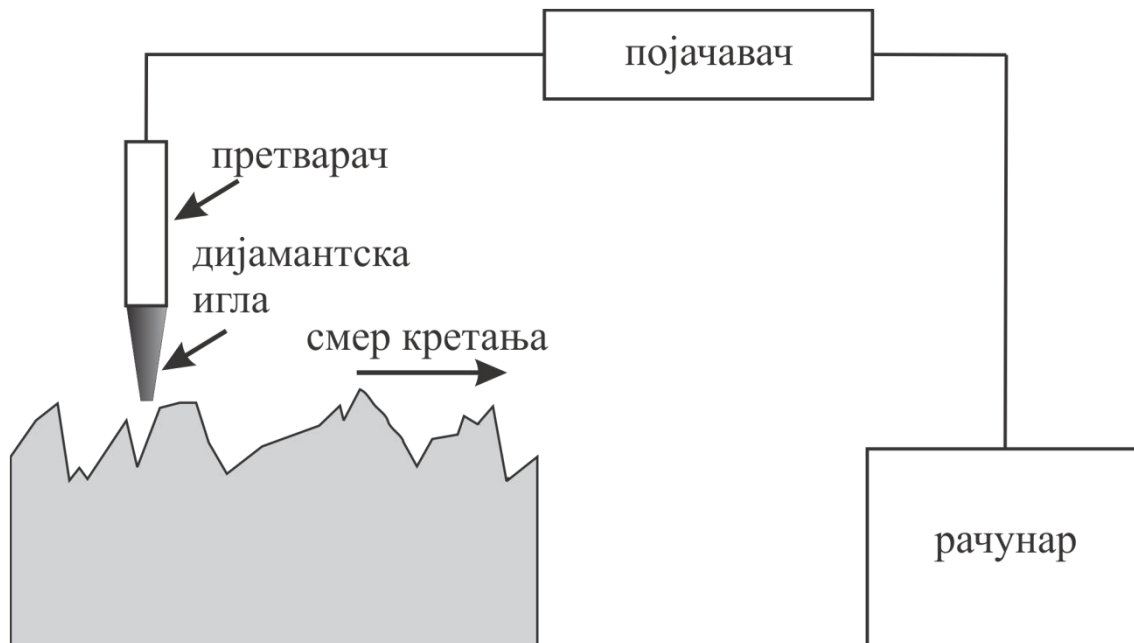 појачавач
претварач
дијамантска
игла
смер кретања
рачунар